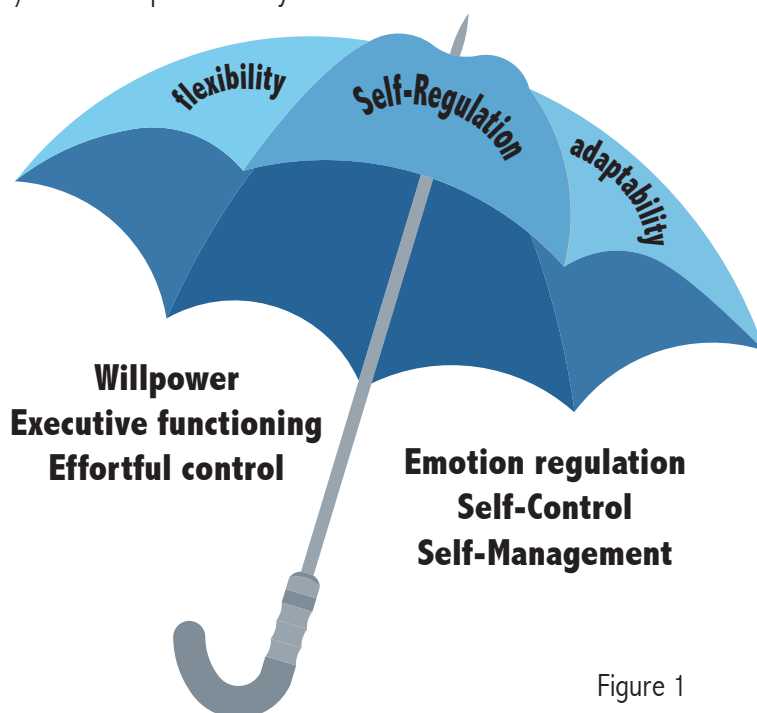 flexibility
Self-Regulation
adaptability
Willpower
Executive functioning
Effortful control
Emotion regulation
Self-Control
Self-Management
Figure 1